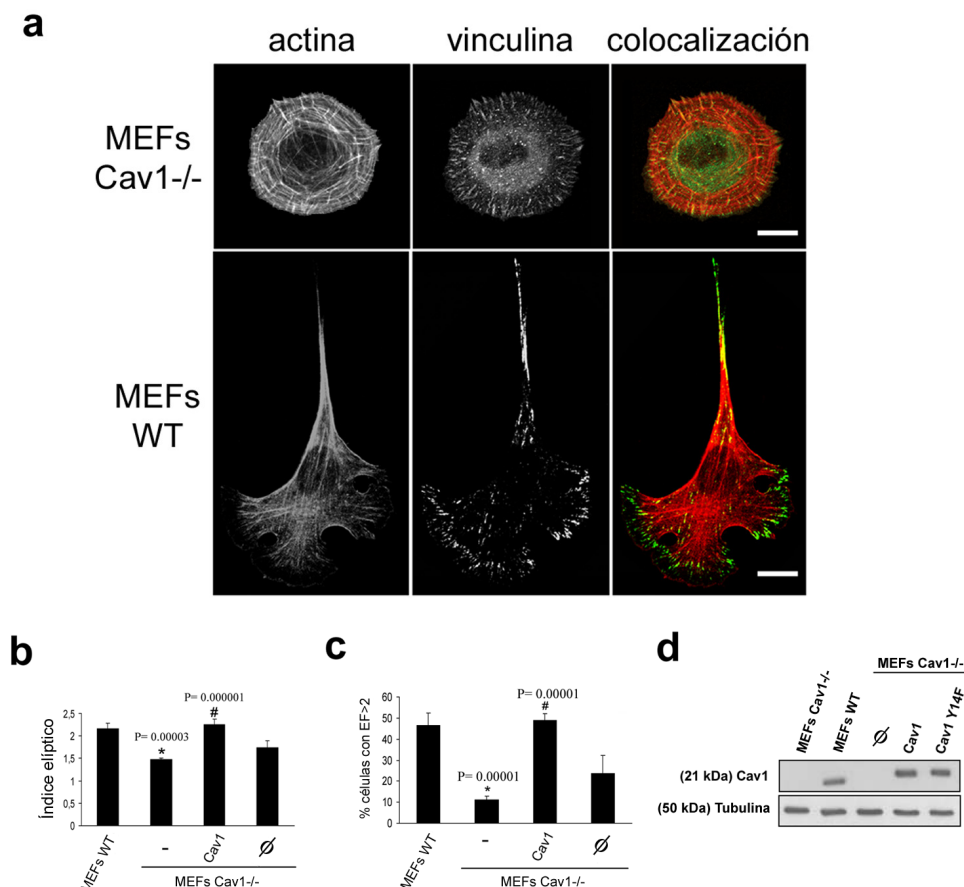 a
actina vinculina colocalización
MEFs
Cav1-/-
MEFs
WT
b
Índice elíptico
2,5
2
1,5
1
0,5
0
P= 0.00003
*
P= 0.000001
#
MEFs WT
-
Cav1
Φ
MEFs Cav1-/-
c
% células con EF>2
60
50
40
30
20
10
0
P= 0.00001
*
P= 0.00001
#
MEFs WT
-
Cav1
Φ
MEFs Cav1-/-
d
MEFs Cav1-/-
MEFs Cav1-/-
MEFs WT
Φ
Cav1
Cav1 Y14F
(21 kDa) Cav1
(50 kDa) Tubulina